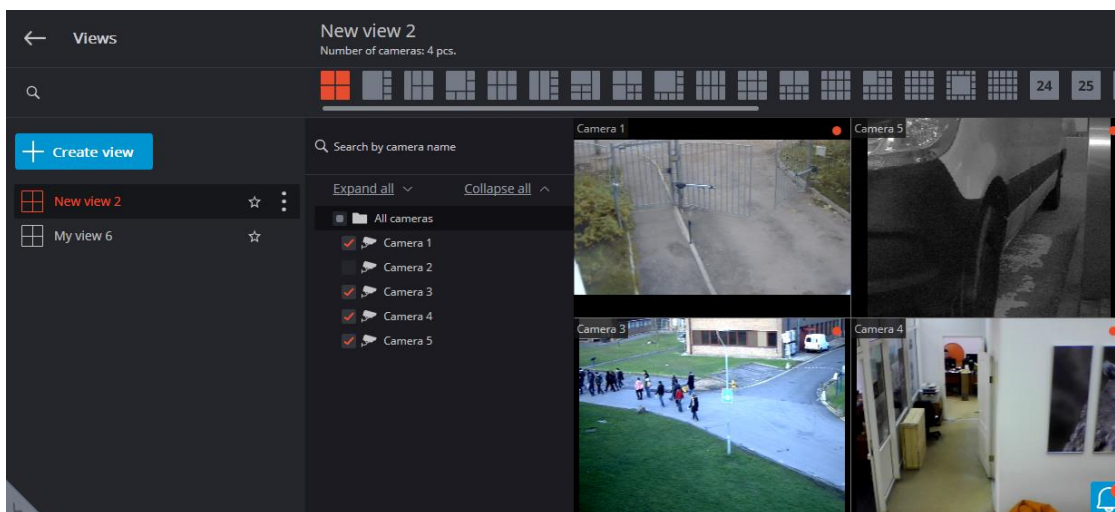 Views
New view 2
Number of cameras: 4 pcs.
24 25
Create view
New view 2
My view 6
Search by camera name
Expand all Collapse all
All cameras
Camera 1
Camera 2
Camera 3
Camera 4
Camera 5
Camera 1 Camera 5
Camera 3 Camera 4